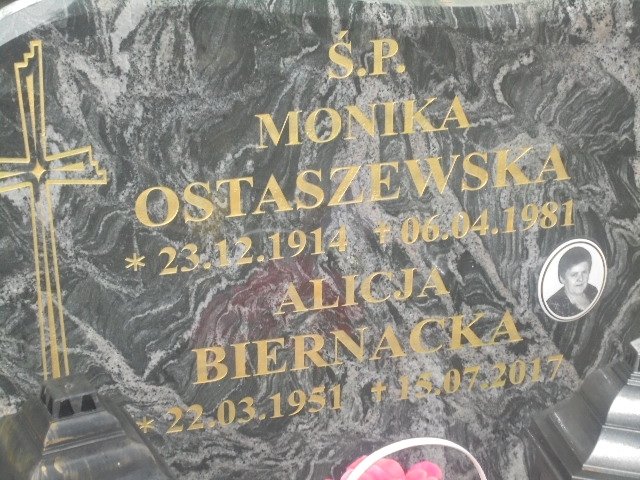 Ś.P.
MONIKA
OSTASZEWSKA
* 23.12.1914 ✝ 06.04.1981
ALICJA
BIERNACKA
* 22.03.1951 ✝ 15.07.2017